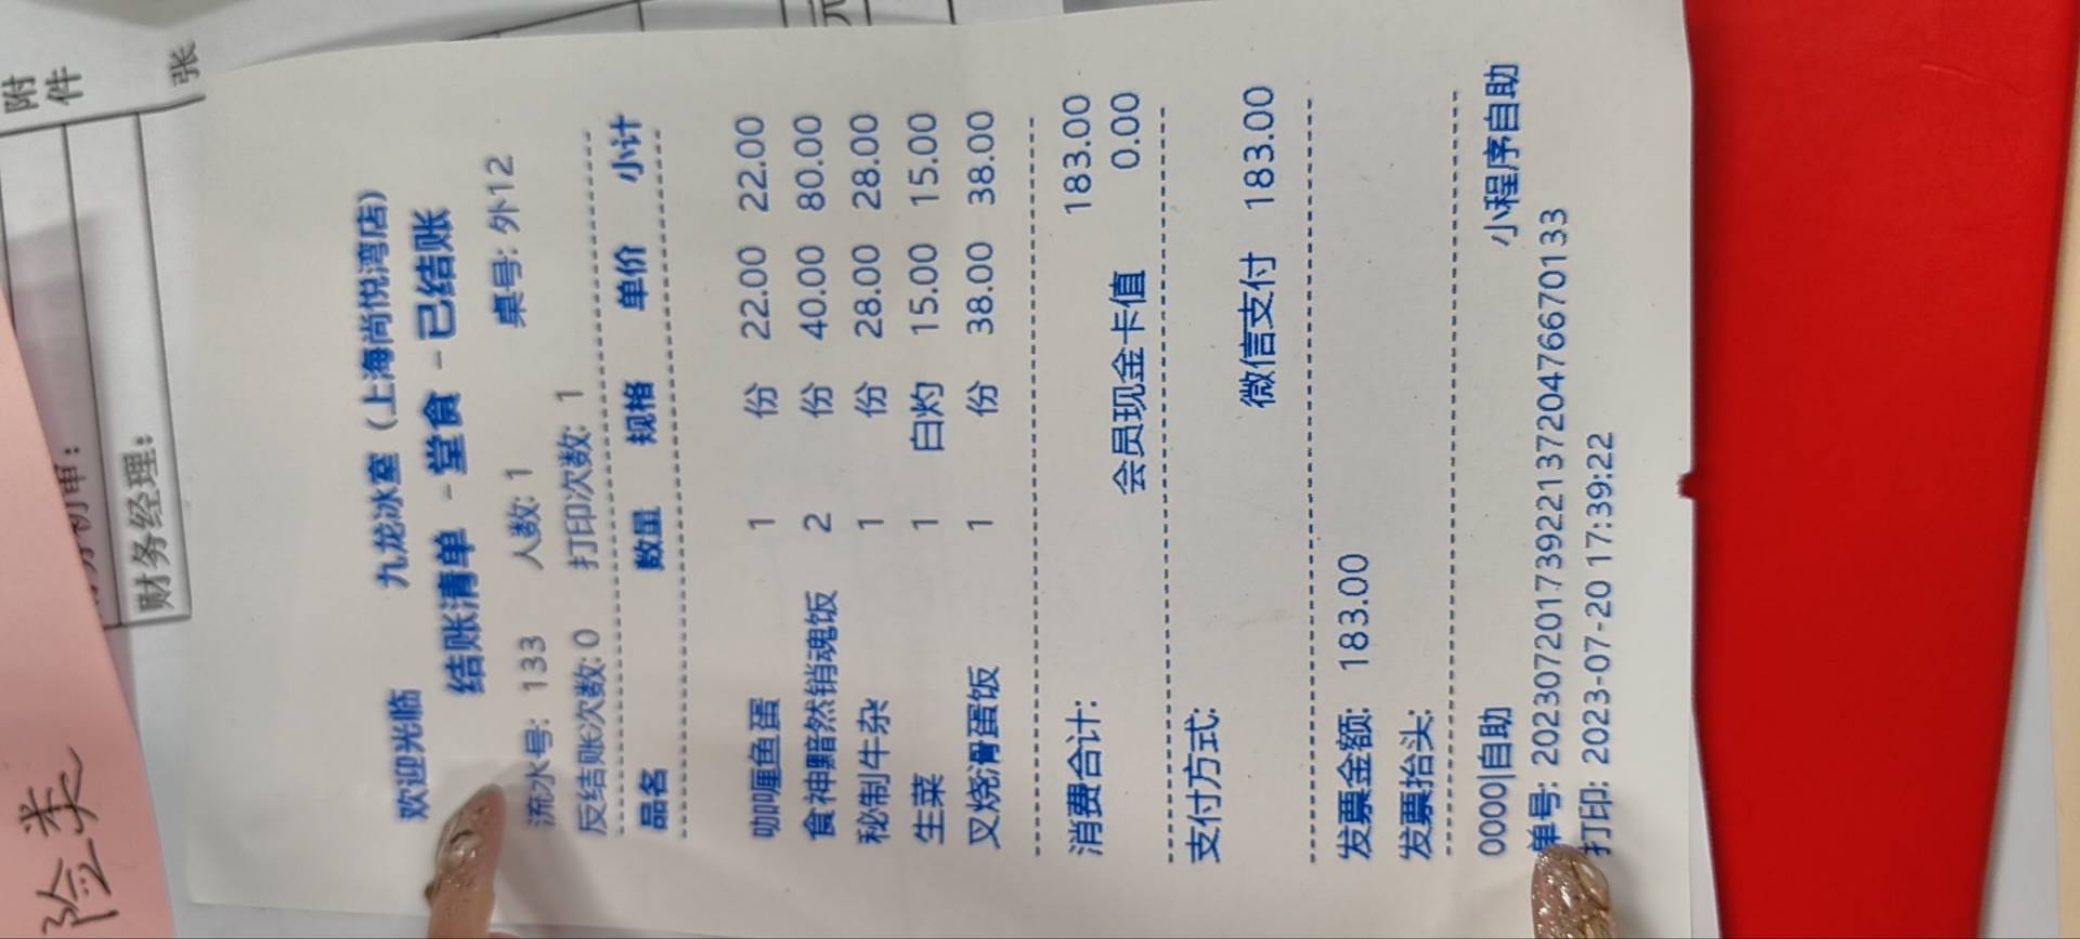 附件
张
财务经理:
险类
欢迎光临 九龙冰室（上海尚悦湾店）
结账清单 - 堂食 - 已结账
流水号: 133 人数: 1 桌号: 外12
反结账次数: 0 打印次数: 1
品名 数量 规格 单价 小计
咖喱鱼蛋 1 份 22.00 22.00
食神黯然销魂饭 2 份 40.00 80.00
秘制牛杂 1 份 28.00 28.00
生菜 1 白灼 15.00 15.00
叉烧滑蛋饭 1 份 38.00 38.00
消费合计: 183.00
会员现金卡值 0.00
支付方式:
微信支付 183.00
发票金额: 183.00
发票抬头:
0000|自助 小程序自助
单号: 2023072017392213720476670133
打印: 2023-07-20 17:39:22